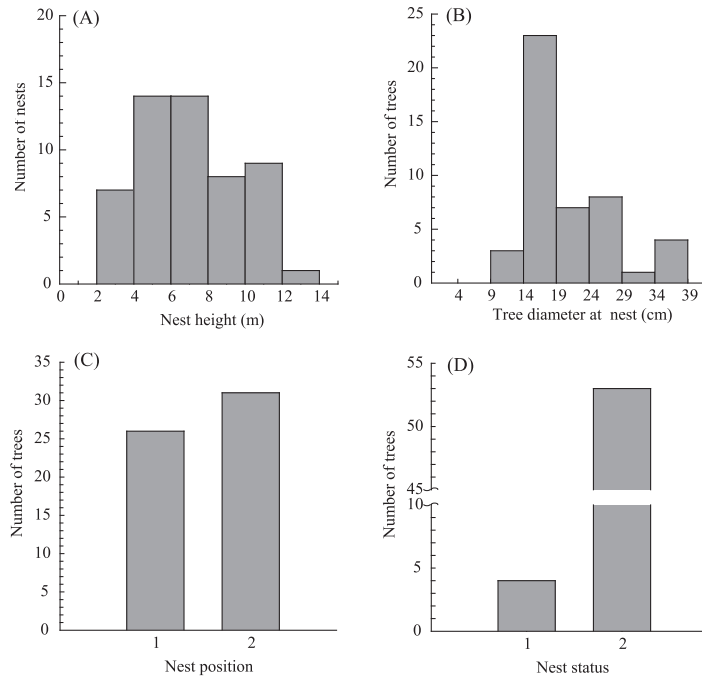 (A)
20
15
10
5
0
Number of nests
0 2 4 6 8 10 12 14
Nest height (m)
(B)
25
20
15
10
5
0
Number of trees
4 9 14 19 24 29 34 39
Tree diameter at nest (cm)
(C)
35
30
25
20
15
10
5
0
Number of trees
1 2
Nest position
(D)
55
50
45
10
5
0
Number of trees
1 2
Nest status